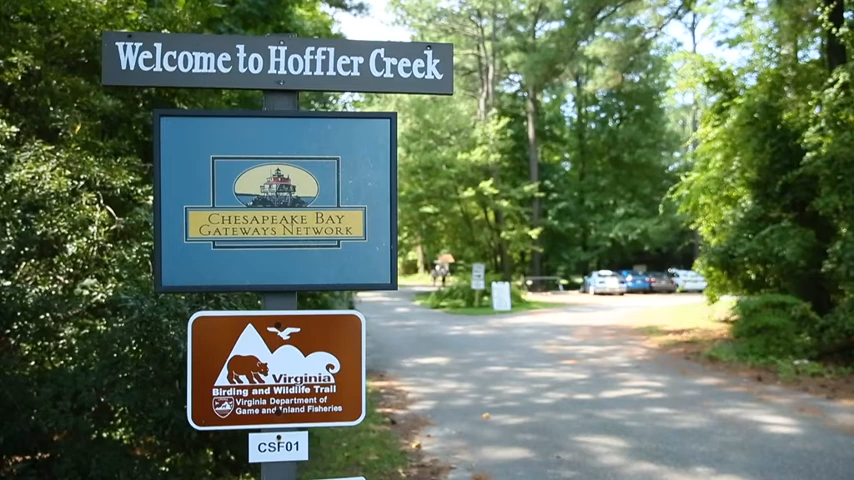 Welcome to Hoffler Creek
CHESAPEAKE BAY
GATEWAYS NETWORK
Virginia
Birding and Wildlife Trail
Virginia Department of
Game and Inland Fisheries
CSF01